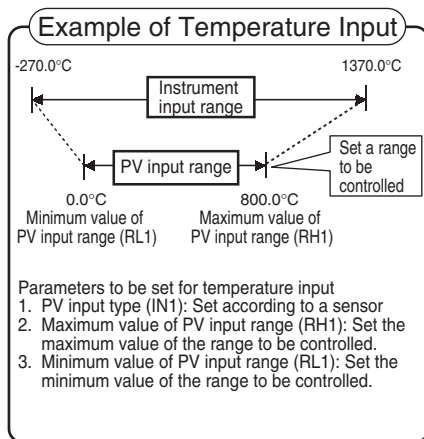 Example of Temperature Input
-270.0°C
1370.0°C
Instrument
input range
PV input range
Set a range
to be
controlled
0.0°C
Minimum value of
PV input range (RL1)
800.0°C
Maximum value of
PV input range (RH1)
Parameters to be set for temperature input
1. PV input type (IN1): Set according to a sensor
2. Maximum value of PV input range (RH1): Set the
maximum value of the range to be controlled.
3. Minimum value of PV input range (RL1): Set the
minimum value of the range to be controlled.